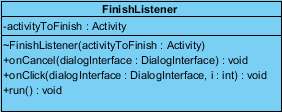 FinishListener
-activityToFinish : Activity
~FinishListener(activityToFinish : Activity)
+onCancel(dialogInterface : DialogInterface) : void
+onClick(dialogInterface : DialogInterface, i : int) : void
+run() : void